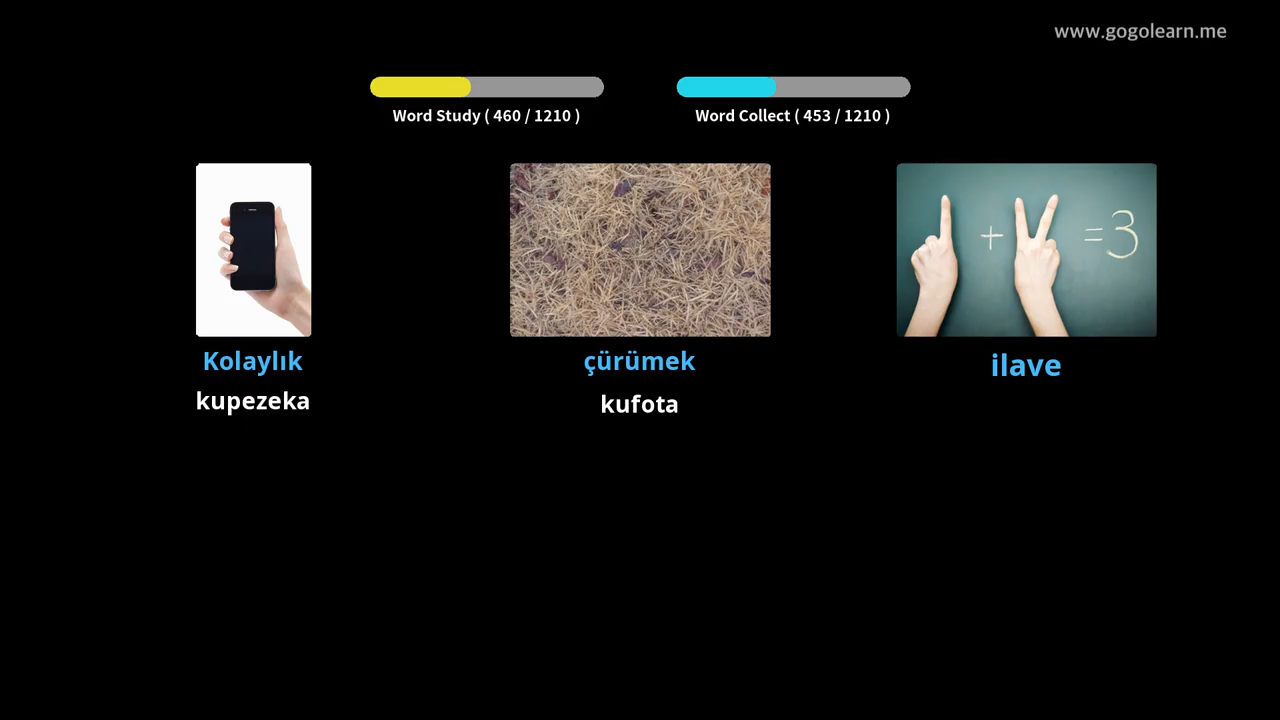 www.gogolearn.me
Word Study ( 460 / 1210 )
Word Collect ( 453 / 1210 )
= 3
+
Kolaylık
çürümek
ilave
kupezeka
kufota